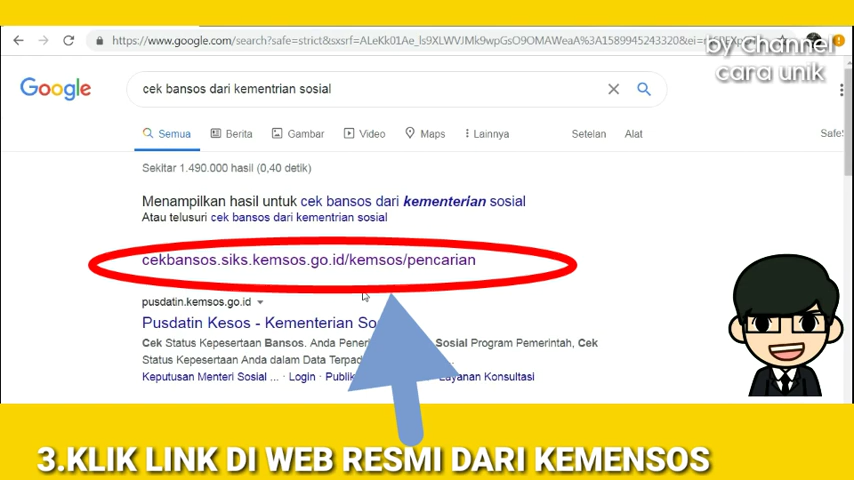 https://www.google.com/search?safe=strict&sxsrf=ALeKk01Ae_ls9XLWVJMk9wpGsO9OMAWeaA%3A1589945243320&ei=
by Channel
cara unik
Google
cek bansos dari kementrian sosial
Semua Berita Gambar Video Maps Lainnya Setelan Alat
Sekitar 1.490.000 hasil (0,40 detik)
Menampilkan hasil untuk cek bansos dari kementerian sosial
Atau telusuri cek bansos dari kementrian sosial
cekbansos.siks.kemsos.go.id/kemsos/pencarian
pusdatin.kemsos.go.id
Pusdatin Kesos - Kementerian
Cek Status Kepesertaan Bansos. Anda Sosial Program Pemerintah, Cek
Status Kepesertaan Anda dalam Data
Keputusan Menteri Sosial ... · Login · Layanan Konsultasi
3.KLIK LINK DI WEB RESMI DARI KEMENSOS